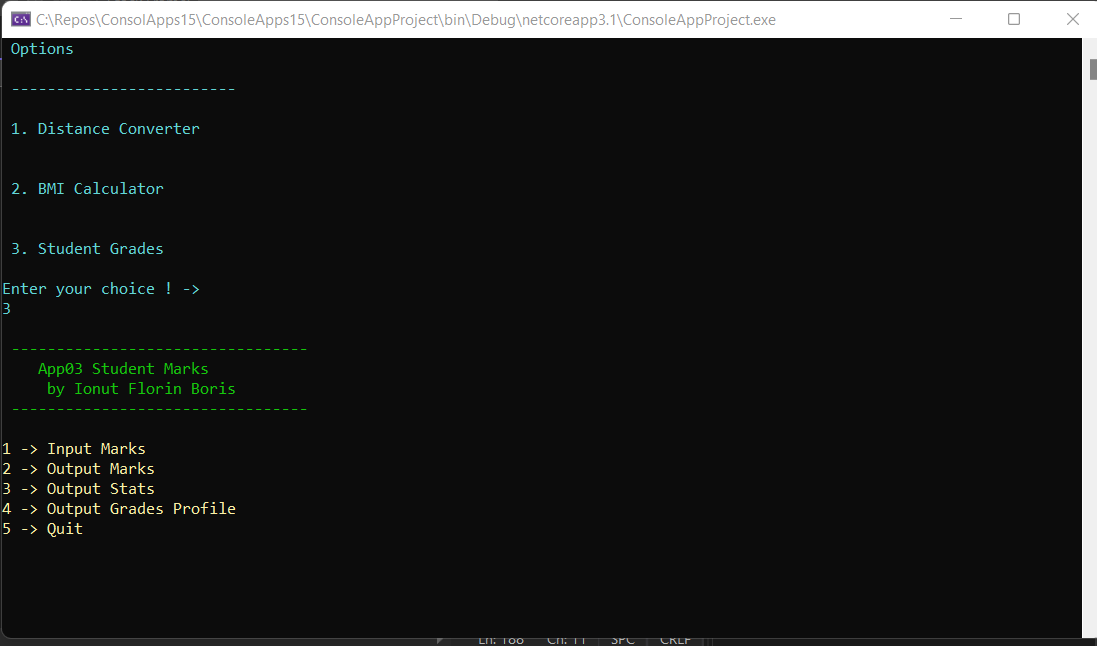 C:\Repos\ConsolApps15\ConsoleApps15\ConsoleAppProject\bin\Debug\netcoreapp3.1\ConsoleAppProject.exe
Options
-------------------------
1. Distance Converter
2. BMI Calculator
3. Student Grades
Enter your choice ! ->
3
---------------------------------
App03 Student Marks
by Ionut Florin Boris
---------------------------------
1 -> Input Marks
2 -> Output Marks
3 -> Output Stats
4 -> Output Grades Profile
5 -> Quit
Ln: 188 Ch: 11 SPC CRLF